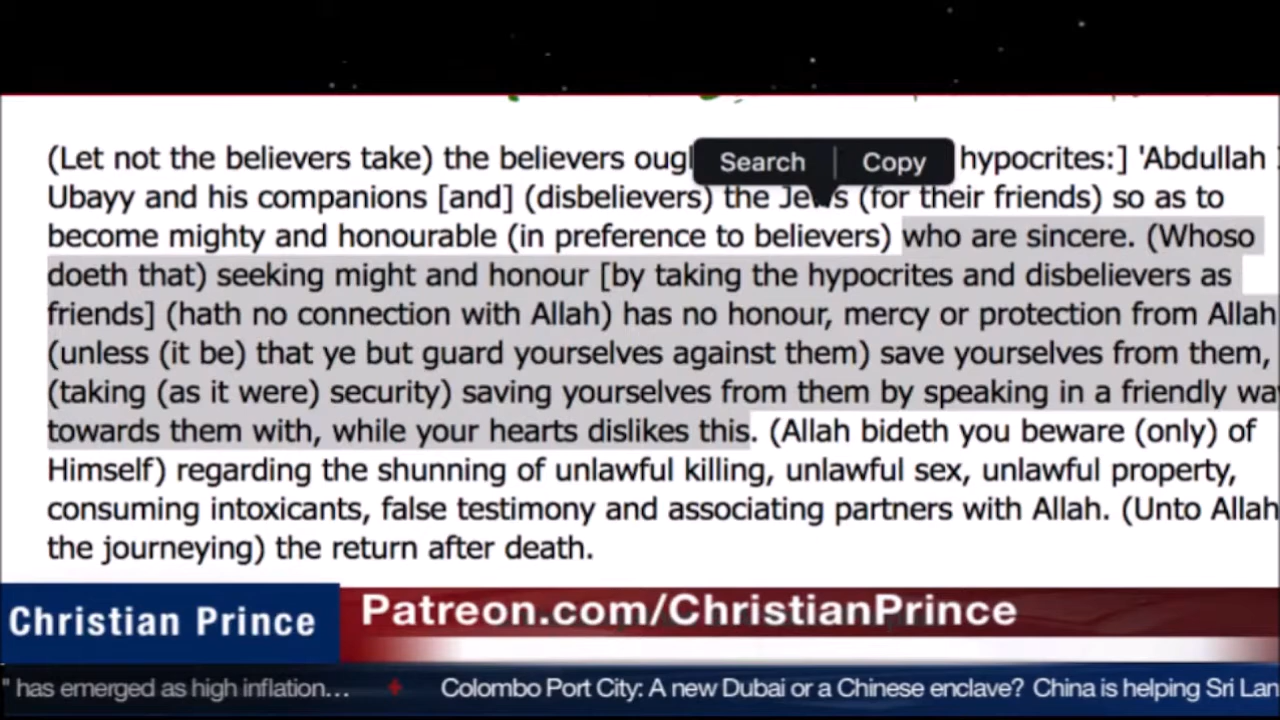 (Let not the believers take) the believers ough
Search
Copy
hypocrites:] 'Abdullah
Ubayy and his companions [and] (disbelievers) the Jews (for their friends) so as to
become mighty and honourable (in preference to believers) who are sincere. (Whoso
doeth that) seeking might and honour [by taking the hypocrites and disbelievers as
friends] (hath no connection with Allah) has no honour, mercy or protection from Allah
(unless (it be) that ye but guard yourselves against them) save yourselves from them,
(taking (as it were) security) saving yourselves from them by speaking in a friendly wa
towards them with, while your hearts dislikes this. (Allah bideth you beware (only) of
Himself) regarding the shunning of unlawful killing, unlawful sex, unlawful property,
consuming intoxicants, false testimony and associating partners with Allah. (Unto Allah
the journeying) the return after death.
Christian Prince
Patreon.com/ChristianPrince
" has emerged as high inflation... Colombo Port City: A new Dubai or a Chinese enclave? China is helping Sri Lan